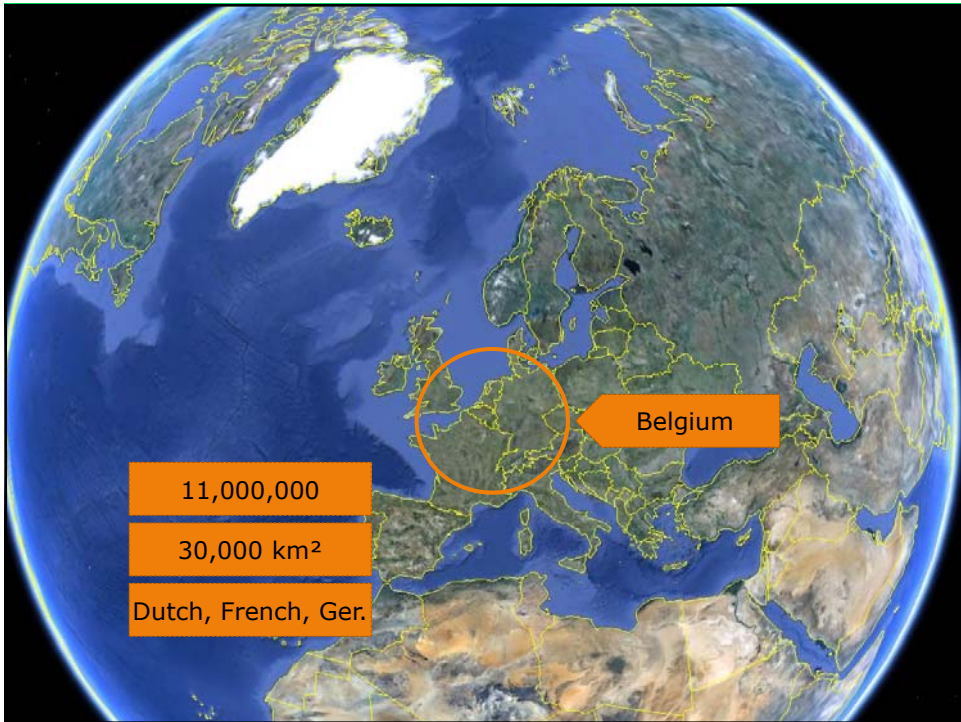 Belgium
11,000,000
30,000 km²
Dutch, French, Ger.